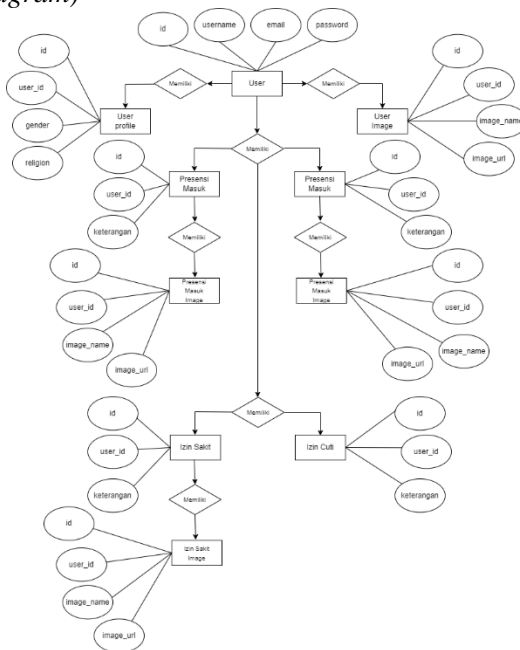 agram)
id
username
email
password
id
user_id
gender
religion
Memiliki
User
Memiliki
id
user_id
image_name
image_url
User
profile
User
Image
Memiliki
id
user_id
keterangan
Presensi
Masuk
Presensi
Masuk
id
user_id
keterangan
Memiliki
Memiliki
id
user_id
image_name
image_url
Presensi
Masuk
Image
Presensi
Masuk Image
id
user_id
image_name
image_url
Memiliki
id
user_id
keterangan
Izin Sakit
Izin Cuti
id
user_id
keterangan
Memiliki
id
user_id
image_name
image_url
Izin Sakit
Image